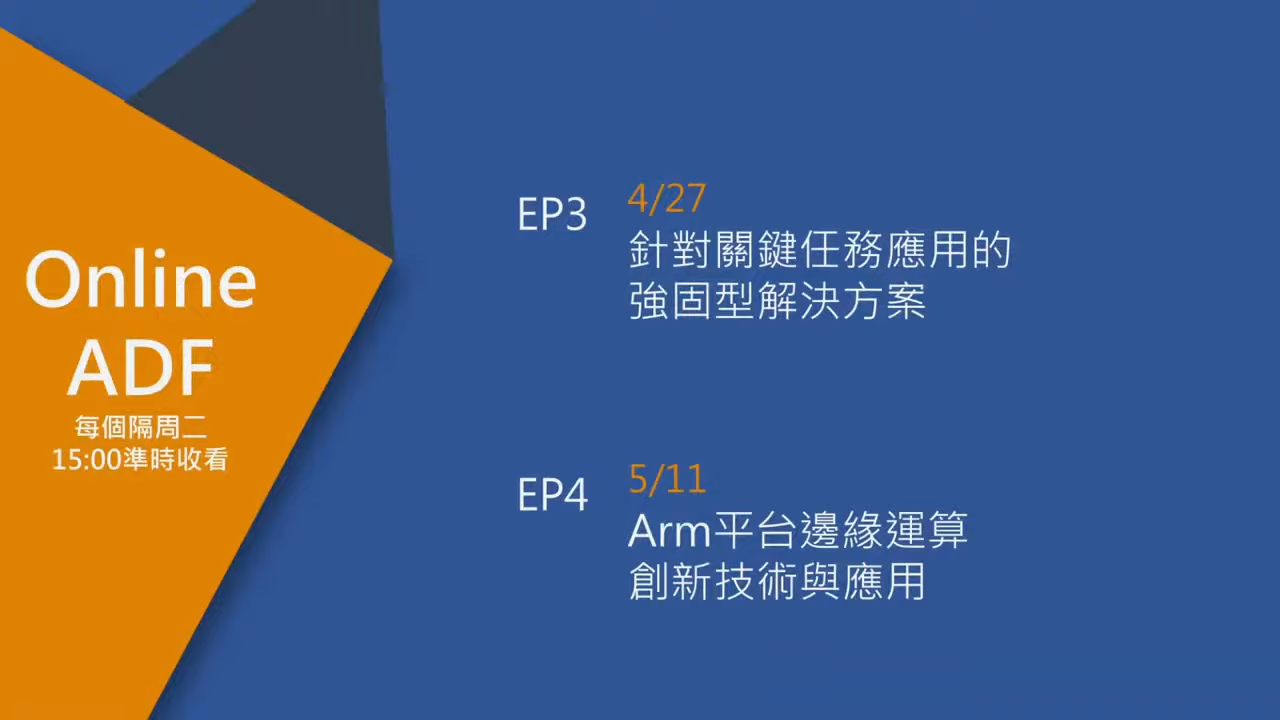 Online
ADF
每個隔周二
15:00準時收看
EP3
4/27
針對關鍵任務應用的
強固型解決方案
EP4
5/11
Arm平台邊緣運算
創新技術與應用